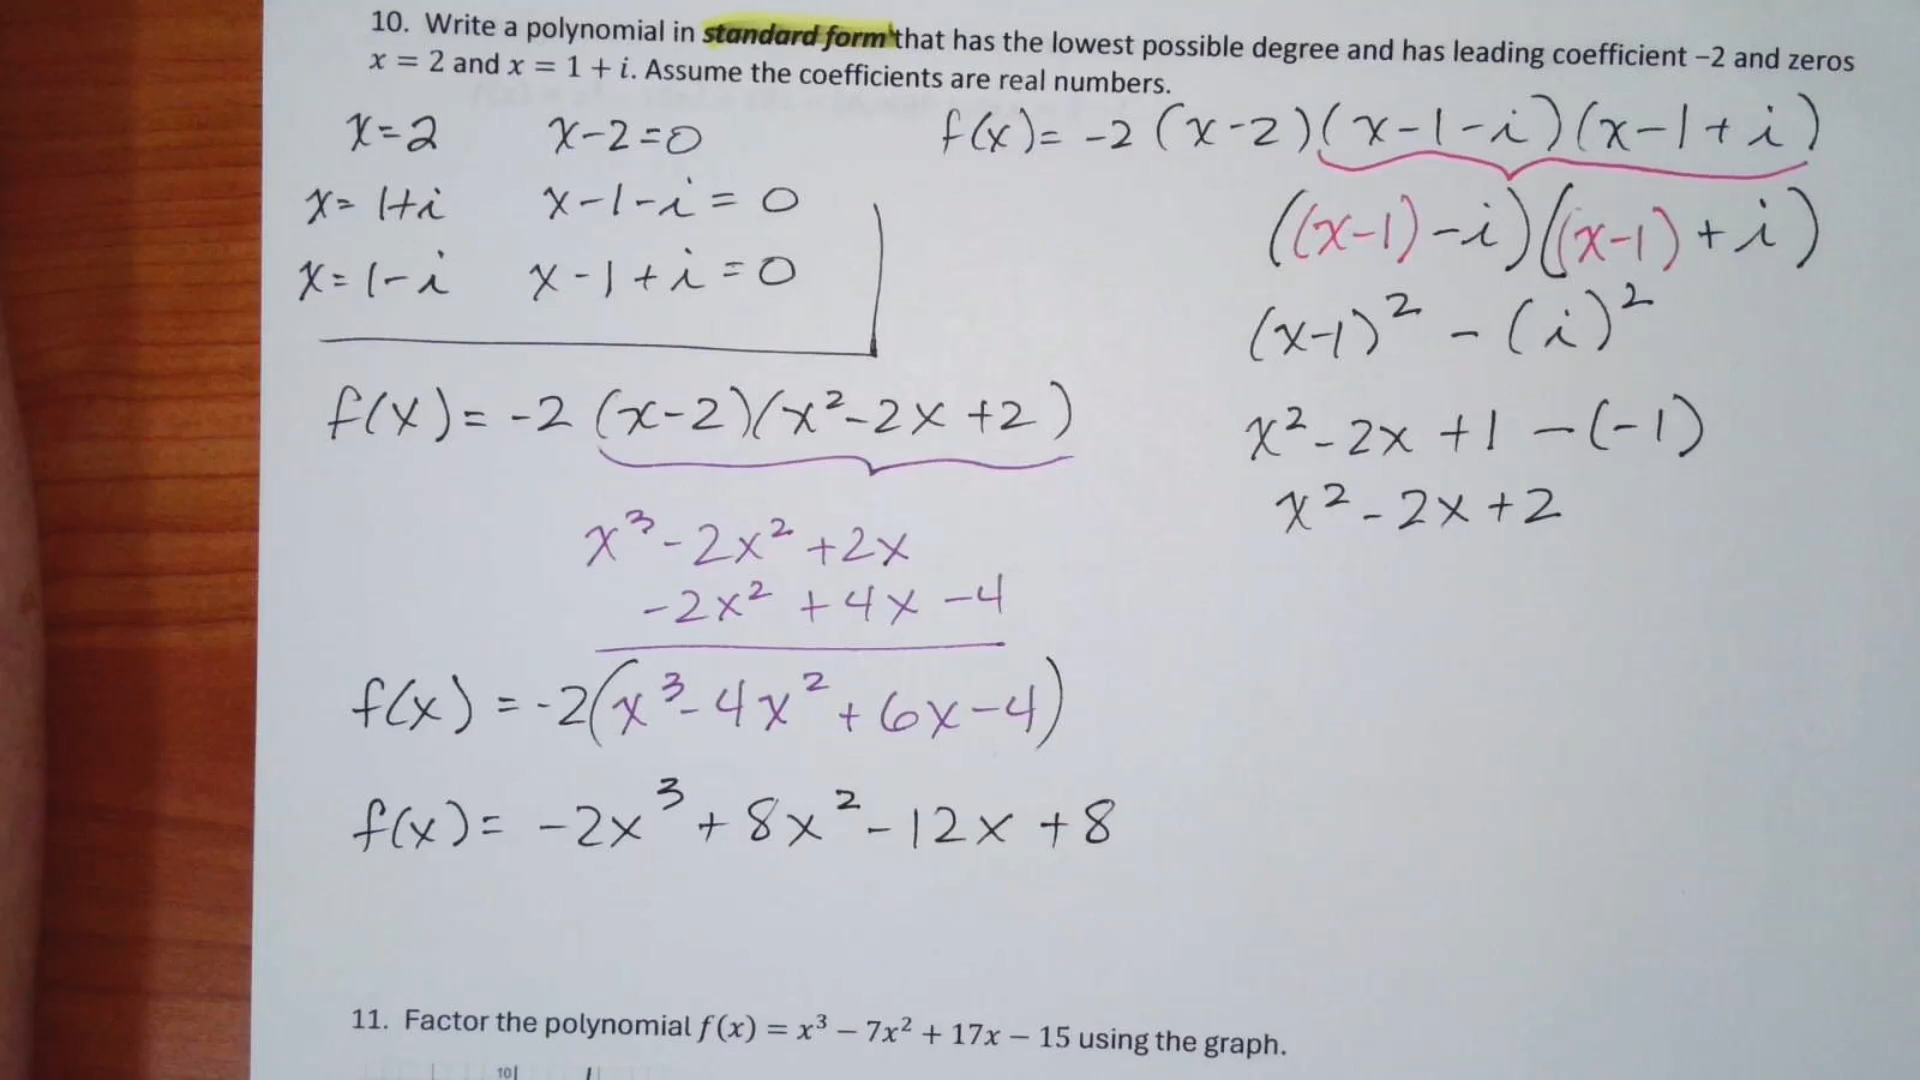 10. Write a polynomial in standard form that has the lowest possible degree and has leading coefficient −2 and zeros
x = 2 and x = 1 + i. Assume the coefficients are real numbers.
x=2 x-2=0
x= 1+i x-1-i=0
x=1-i x-1+i=0
f(x)= -2(x-2)(x-1-i)(x-1+i)
((x-1)-i)((x-1)+i)
(x-1)² - (i)²
x²-2x+1-(-1)
x²-2x+2
f(x)= -2(x-2)(x²-2x+2)
x³-2x²+2x
-2x²+4x-4
f(x)=-2(x³-4x²+6x-4)
f(x)= -2x³+8x²-12x+8
11. Factor the polynomial f(x) = x³ − 7x² + 17x − 15 using the graph.
10